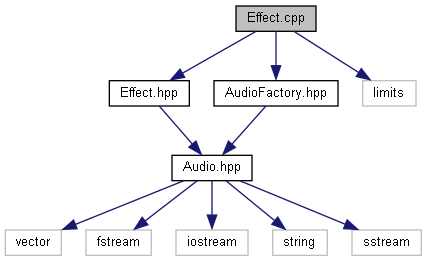 Effect.cpp
Effect.hpp
AudioFactory.hpp
limits
Audio.hpp
vector
fstream
iostream
string
sstream